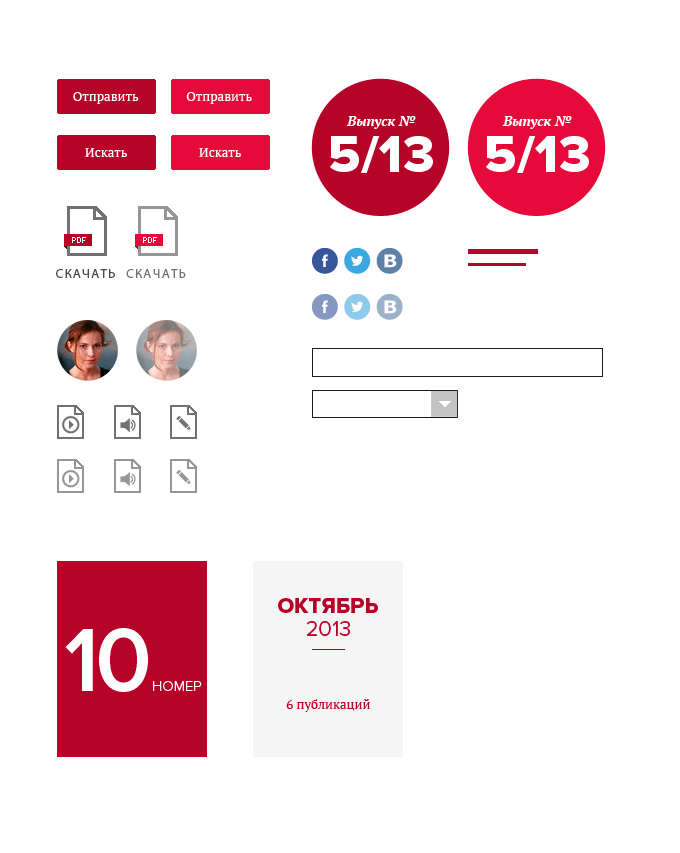 Отправить
Отправить
Искать
Искать
Выпуск №
5/13
Выпуск №
5/13
PDF
PDF
СКАЧАТЬ
СКАЧАТЬ
f
B
f
B
10
НОМЕР
ОКТЯБРЬ
2013
6 публикаций